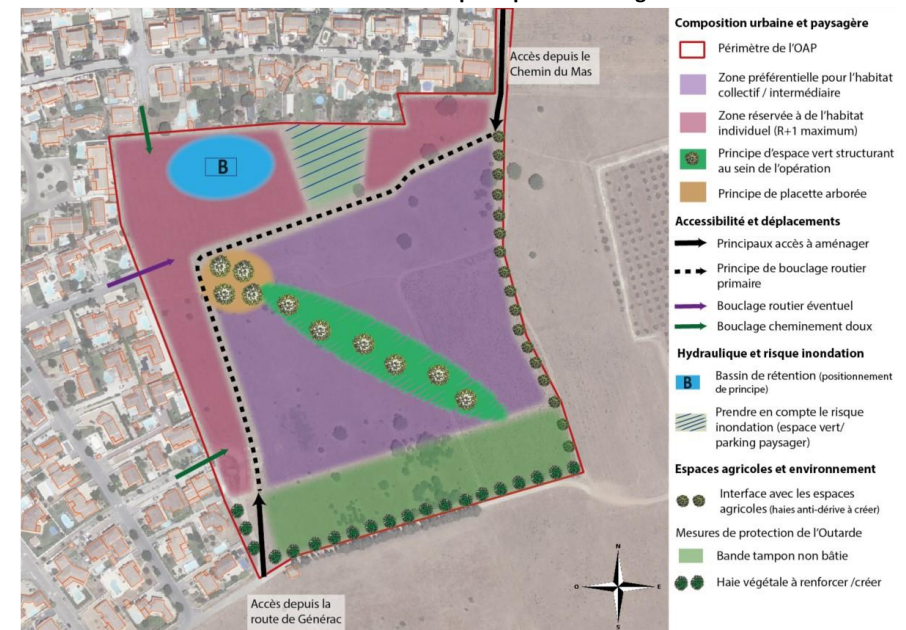 Accès depuis le
Chemin du Mas
B
Accès depuis la
route de Générac
N
O
E
S
Composition urbaine et paysagère
Périmètre de l'OAP
Zone préférentielle pour l'habitat
collectif / intermédiaire
Zone réservée à de l'habitat
individuel (R+1 maximum)
Principe d'espace vert structurant
au sein de l'opération
Principe de placette arborée
Accessibilité et déplacements
Principaux accès à aménager
Principe de bouclage routier
primaire
Bouclage routier éventuel
Bouclage cheminement doux
Hydraulique et risque inondation
B
Bassin de rétention (positionnement
de principe)
Prendre en compte le risque
inondation (espace vert/
parking paysager)
Espaces agricoles et environnement
Interface avec les espaces
agricoles (haies anti-dérive à créer)
Mesures de protection de l'Outarde
Bande tampon non bâtie
Haie végétale à renforcer /créer